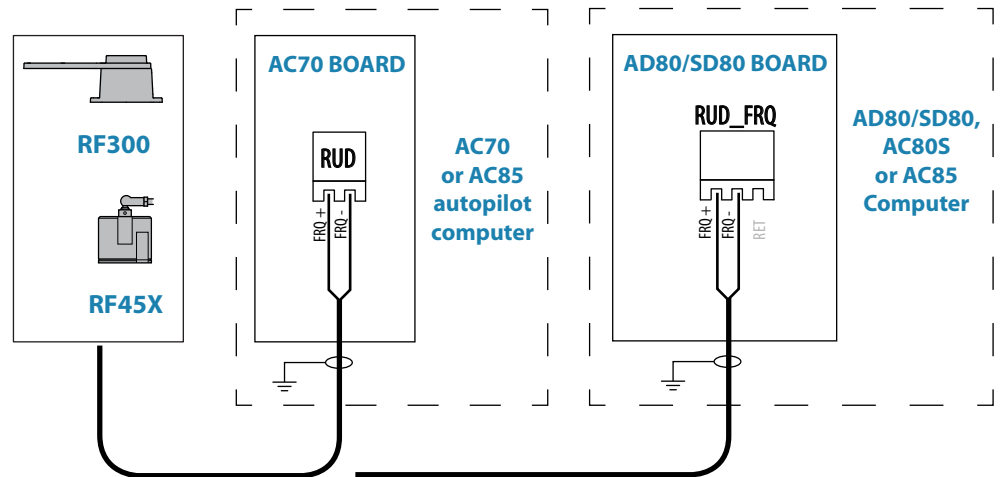 RF300
RF45X
AC70 BOARD
RUD
FRQ +
FRQ -
AC70
or AC85
autopilot
computer
AD80/SD80 BOARD
RUD_FRQ
FRQ +
FRQ -
RET
AD80/SD80,
AC80S
or AC85
Computer